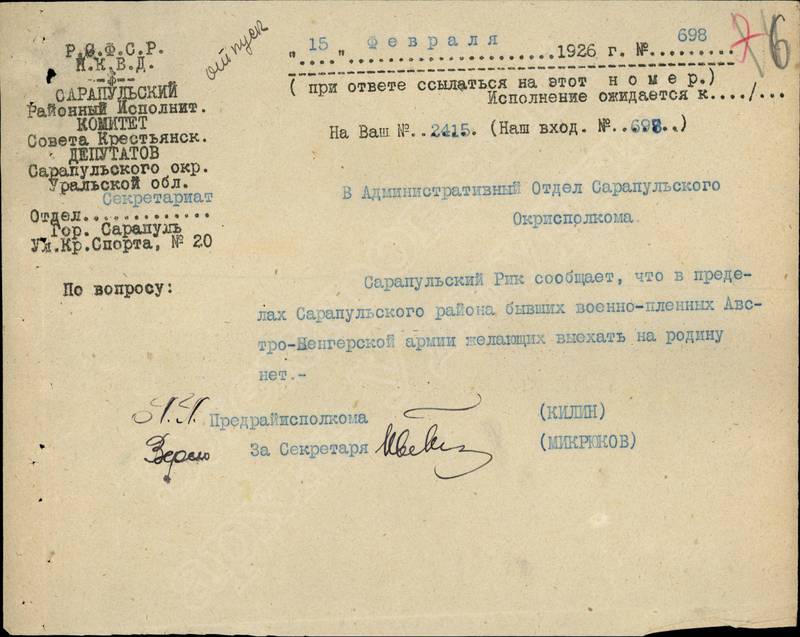 Р.С.Ф.С.Р.
Н.К.В.Д.
САРАПУЛЬСКИЙ
Районный Исполнит.
КОМИТЕТ
Совета Крестьянск.
ДЕПУТАТОВ
Сарапульского окр.
Уральской обл.
Секретариат
Отдел.............
Гор. Сарапуль
Ул.Кр.Спорта, № 20
По вопросу:
отпуск
"15" Февраля 1926 г. № 698
76
( при ответе ссылаться на этот номер.)
Исполнение ожидается к..../...
На Ваш №..2415. (Наш вход. №..698..)
В Административный Отдел Сарапульского
Окрисполкома.
Сарапульский Рик сообщает, что в преде-
лах Сарапульского района бывших военно-пленных Авс-
тро-Венгерской армии желающих выехать на родину
нет.-
Предрайисполкома (КИЛИН)
Верно За Секретаря (МИКРЮКОВ)